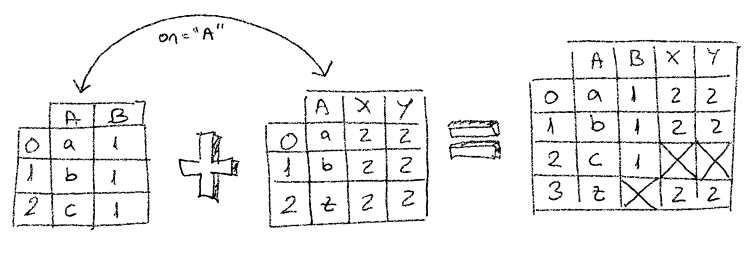 on="A"
A B
0 a 1
1 b 1
2 c 1
+
A X Y
0 a 2 2
1 b 2 2
2 z 2 2
=
A B X Y
0 a 1 2 2
1 b 1 2 2
2 c 1 X X
3 z X 2 2